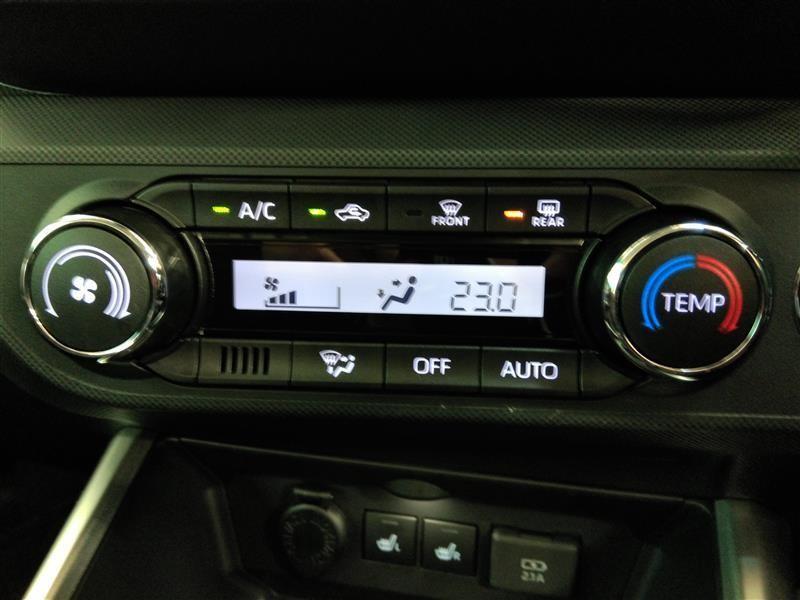 A/C
FRONT
REAR
23.0
TEMP
OFF
AUTO
L
R
2.1A